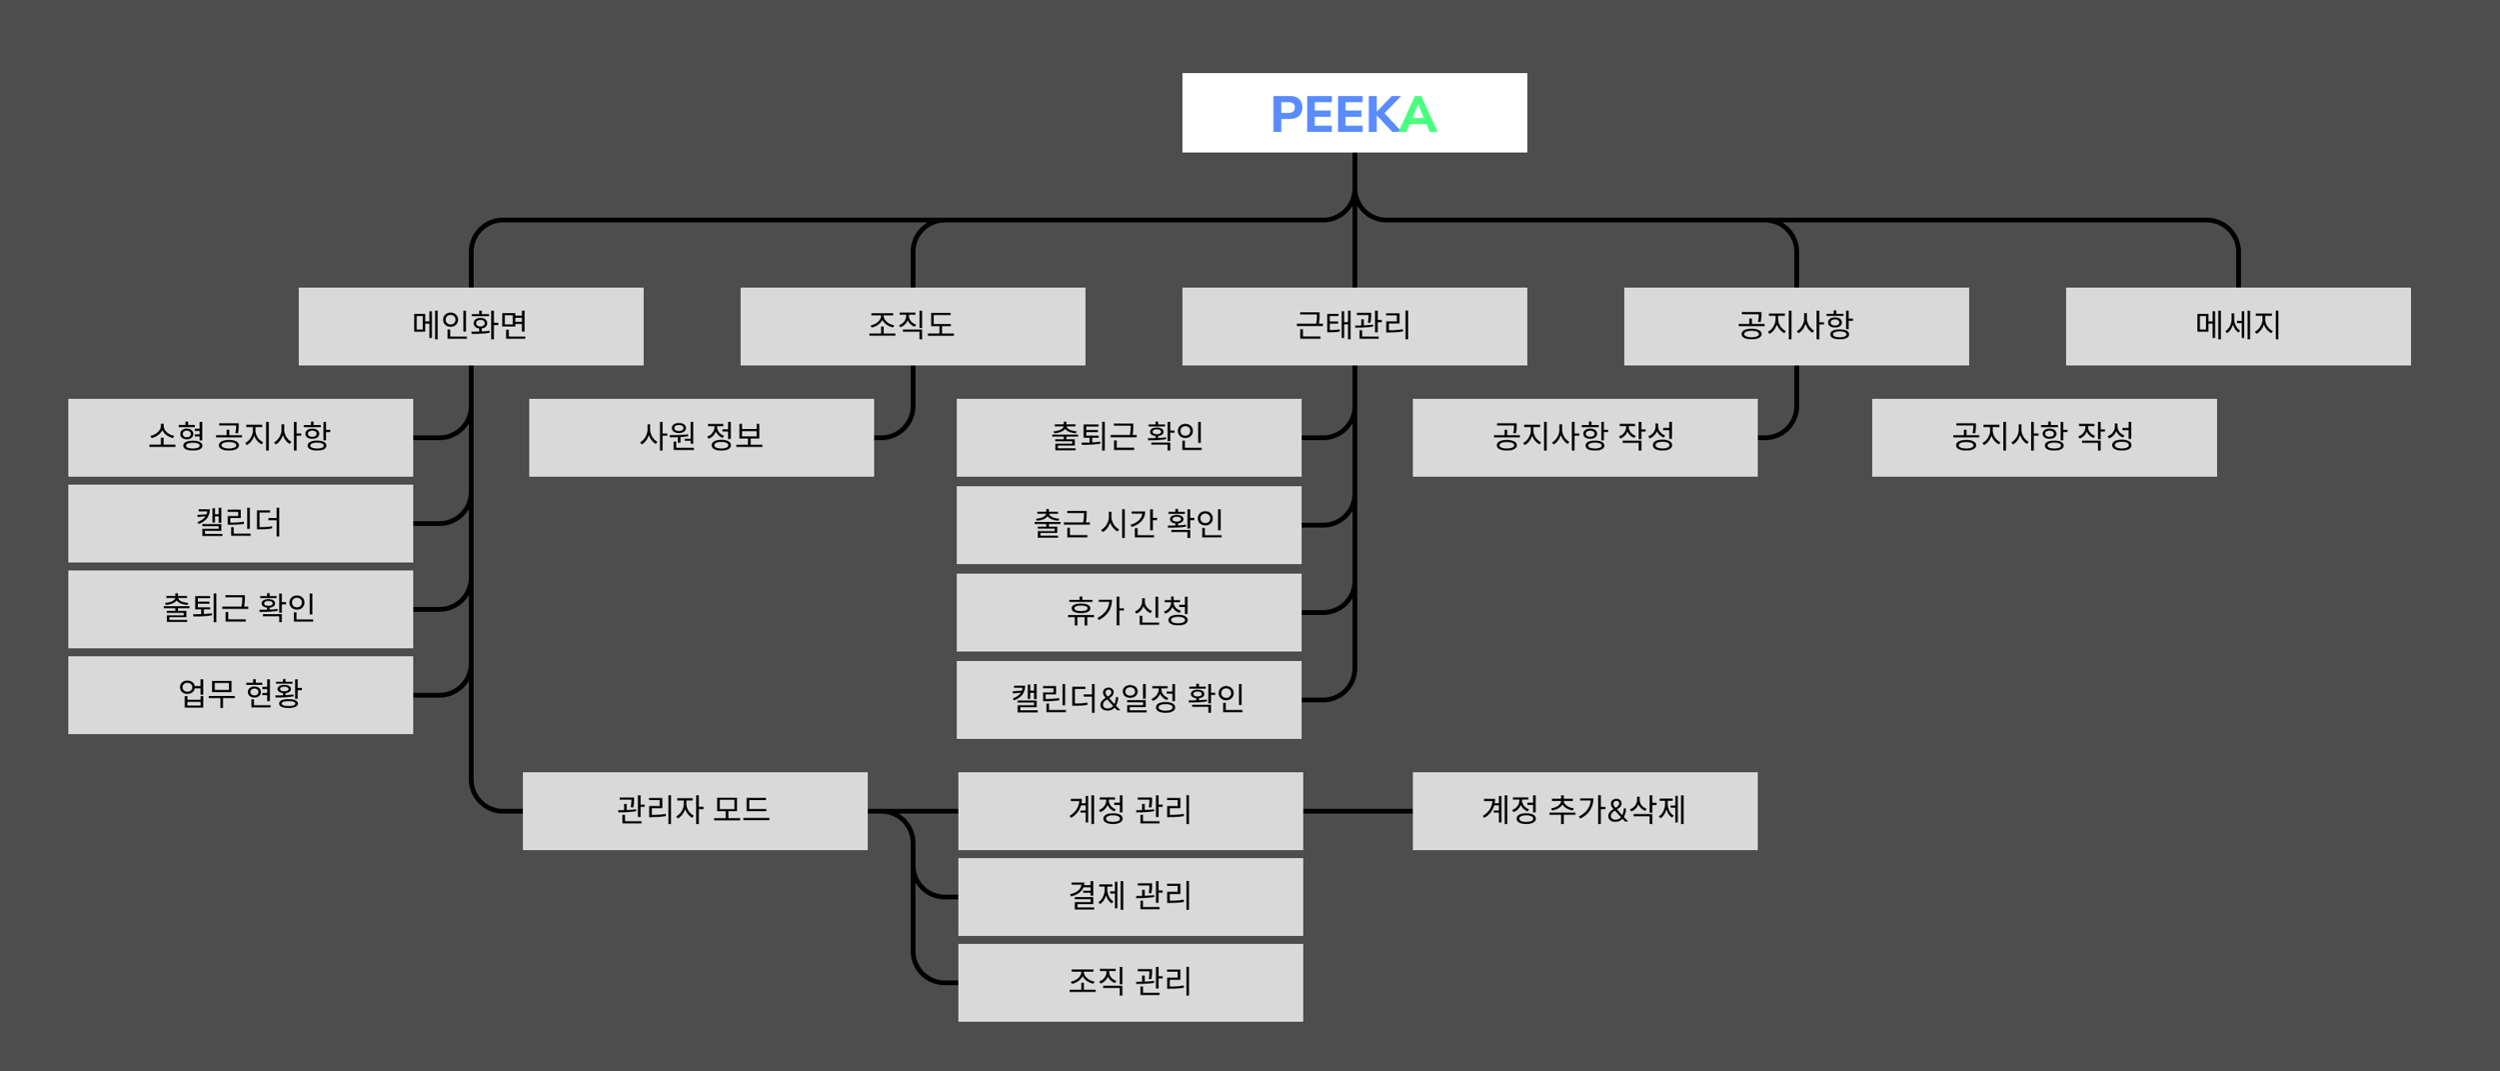 PEEKA
메인화면
조직도
근태관리
공지사항
메세지
소형 공지사항
사원 정보
출퇴근 확인
공지사항 작성
공지사항 작성
캘린더
출근 시간 확인
출퇴근 확인
휴가 신청
업무 현황
캘린더&일정 확인
관리자 모드
계정 관리
계정 추가&삭제
결제 관리
조직 관리